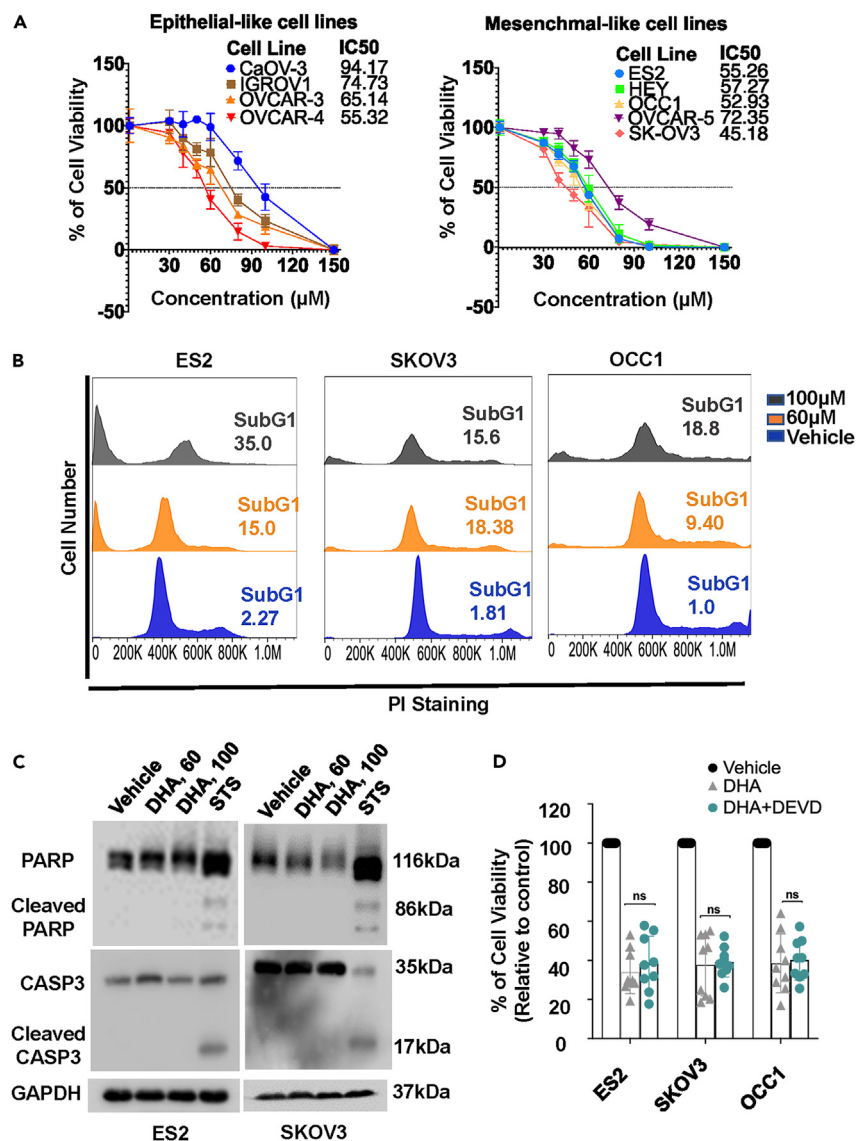 A
Epithelial-like cell lines
Cell Line IC50
CaOV-3 94.17
IGROV1 74.73
OVCAR-3 65.14
OVCAR-4 55.32
% of Cell Viability
150
100
50
0
-50
30 60 90 120 150
Concentration (µM)
Mesenchmal-like cell lines
Cell Line IC50
ES2 55.26
HEY 57.27
OCC1 52.93
OVCAR-5 72.35
SK-OV3 45.18
% of Cell Viability
150
100
50
0
-50
30 60 90 120 150
Concentration (µM)
B
ES2 SKOV3 OCC1
100µM
60µM
Vehicle
Cell Number
SubG1
35.0
SubG1
15.0
SubG1
2.27
SubG1
15.6
SubG1
18.38
SubG1
1.81
SubG1
18.8
SubG1
9.40
SubG1
1.0
0 200K 400K 600K 800K 1.0M
0 200K 400K 600K 800K 1.0M
0 200K 400K 600K 800K 1.0M
PI Staining
C
Vehicle DHA, 60 DHA, 100 STS
Vehicle DHA, 60 DHA, 100 STS
PARP 116kDa
Cleaved PARP 86kDa
CASP3 35kDa
Cleaved CASP3 17kDa
GAPDH 37kDa
ES2 SKOV3
D
Vehicle
DHA
DHA+DEVD
% of Cell Viability
(Relative to control)
120
100
80
60
40
20
0
ns ns ns
ES2 SKOV3 OCC1